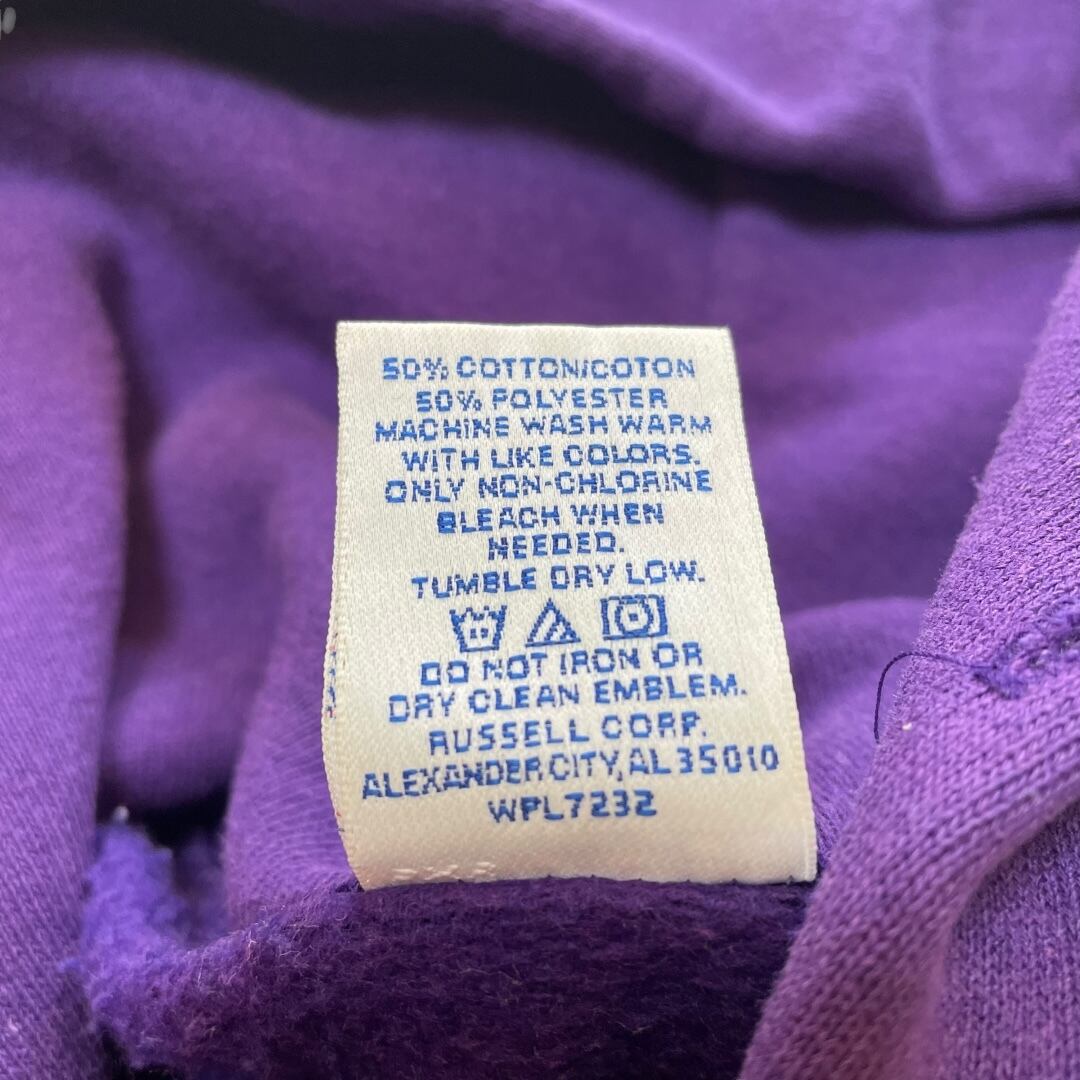 50% COTTON/COTON
50% POLYESTER
MACHINE WASH WARM
WITH LIKE COLORS.
ONLY NON-CHLORINE
BLEACH WHEN
NEEDED.
TUMBLE DRY LOW.
DO NOT IRON OR
DRY CLEAN EMBLEM.
RUSSELL CORP.
ALEXANDER CITY, AL 35010
WPL7232